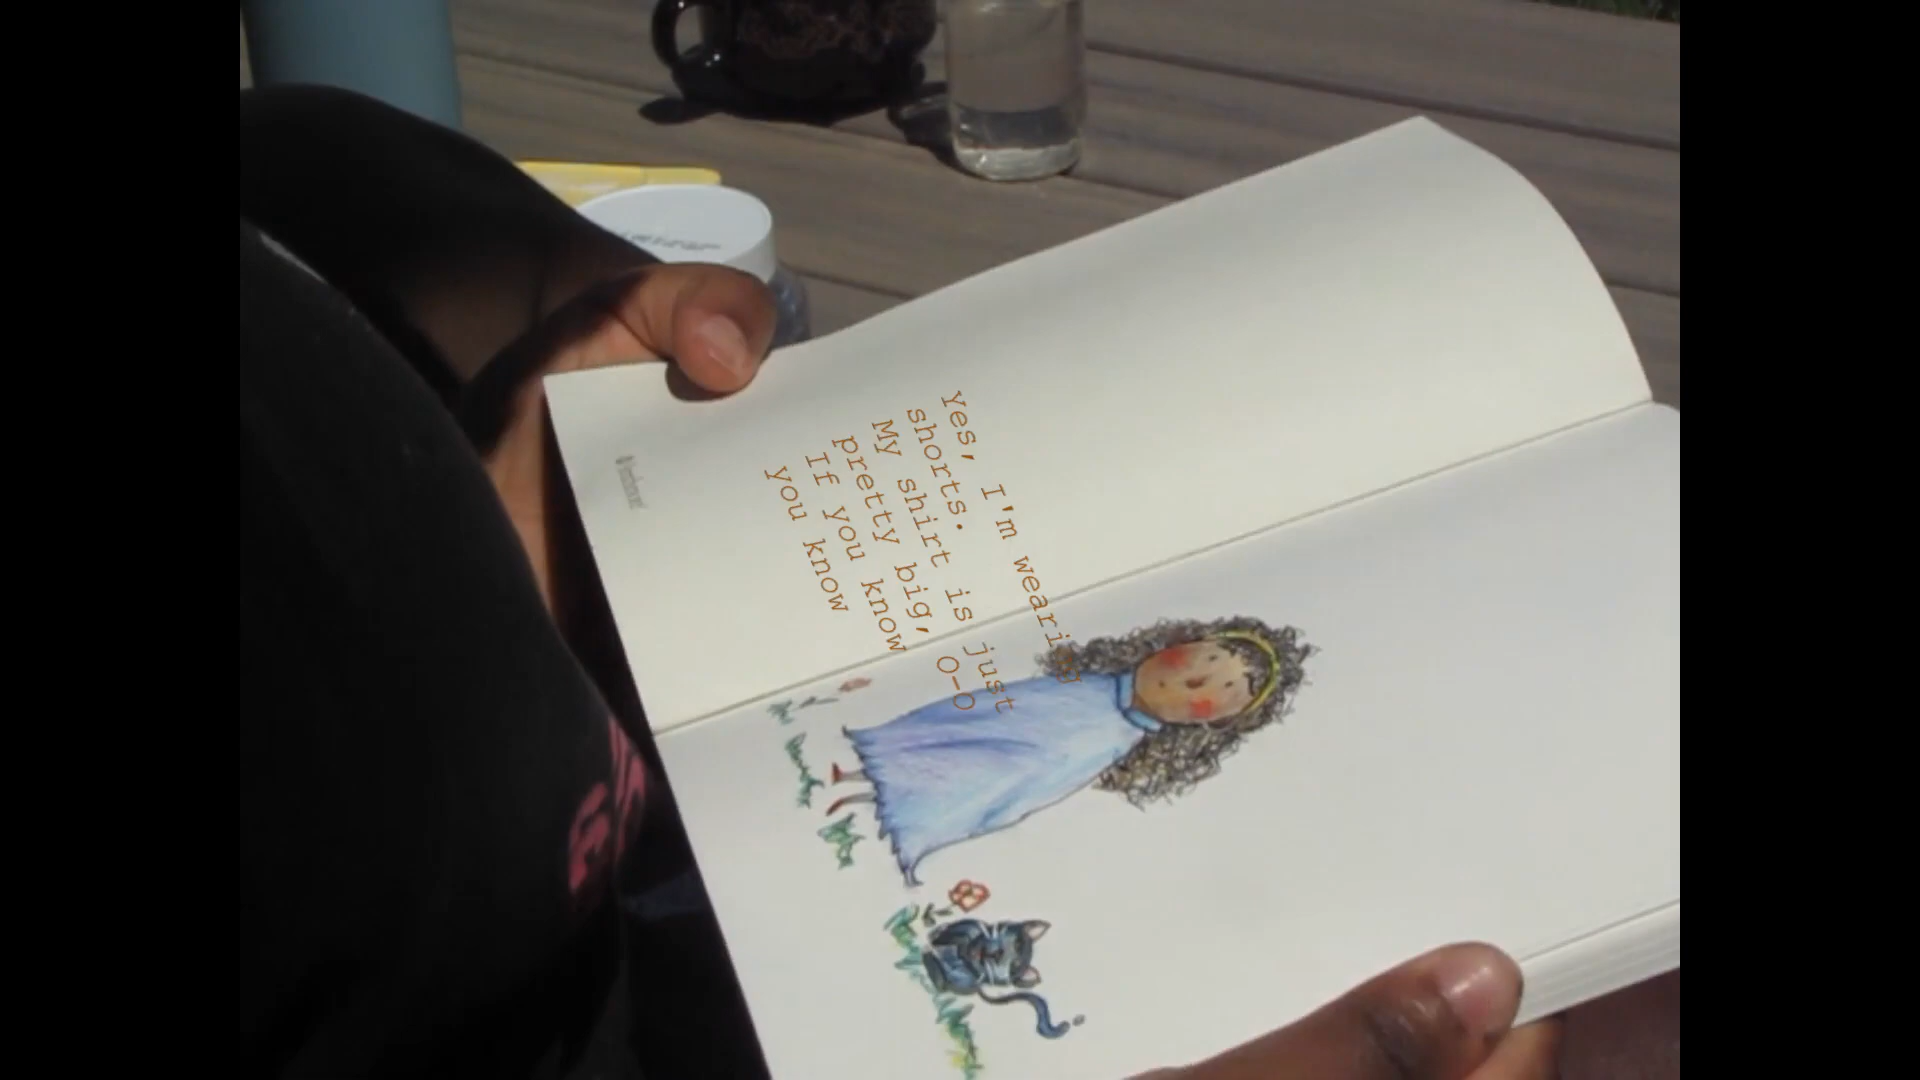 Yes, I'm wearing
shorts.
My shirt is just
pretty big, O-O
If you know
you know